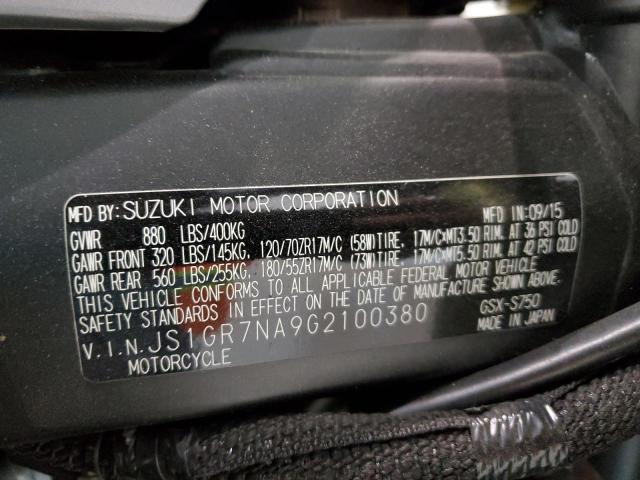 MFD BY: SUZUKI MOTOR CORPORATION MFD IN: 09/15
GVWR 880 LBS/400KG
GAWR FRONT 320 LBS/145KG, 120/70ZR17M/C (58W)TIRE, 17M/C×MT3.50 RIM. AT 36 PSI COLD
GAWR REAR 560 LBS/255KG, 180/55ZR17M/C (73W)TIRE, 17M/C×MT5.50 RIM. AT 42 PSI COLD
THIS VEHICLE CONFORMS TO ALL APPLICABLE FEDERAL MOTOR VEHICLE
SAFETY STANDARDS IN EFFECT ON THE DATE OF MANUFACTURE SHOWN ABOVE.
V.I.N. JS1GR7NA9G2100380 GSX-S750
MOTORCYCLE MADE IN JAPAN